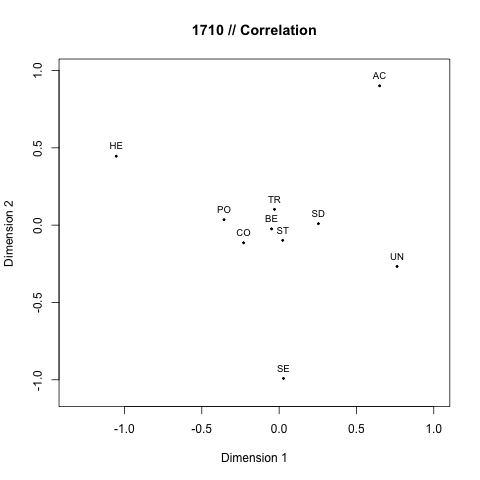 1710 // Correlation
AC
HE
PO
TR
SD
BE
CO
ST
UN
SE
1.0
0.5
0.0
-0.5
-1.0
Dimension 2
-1.0
-0.5
0.0
0.5
1.0
Dimension 1